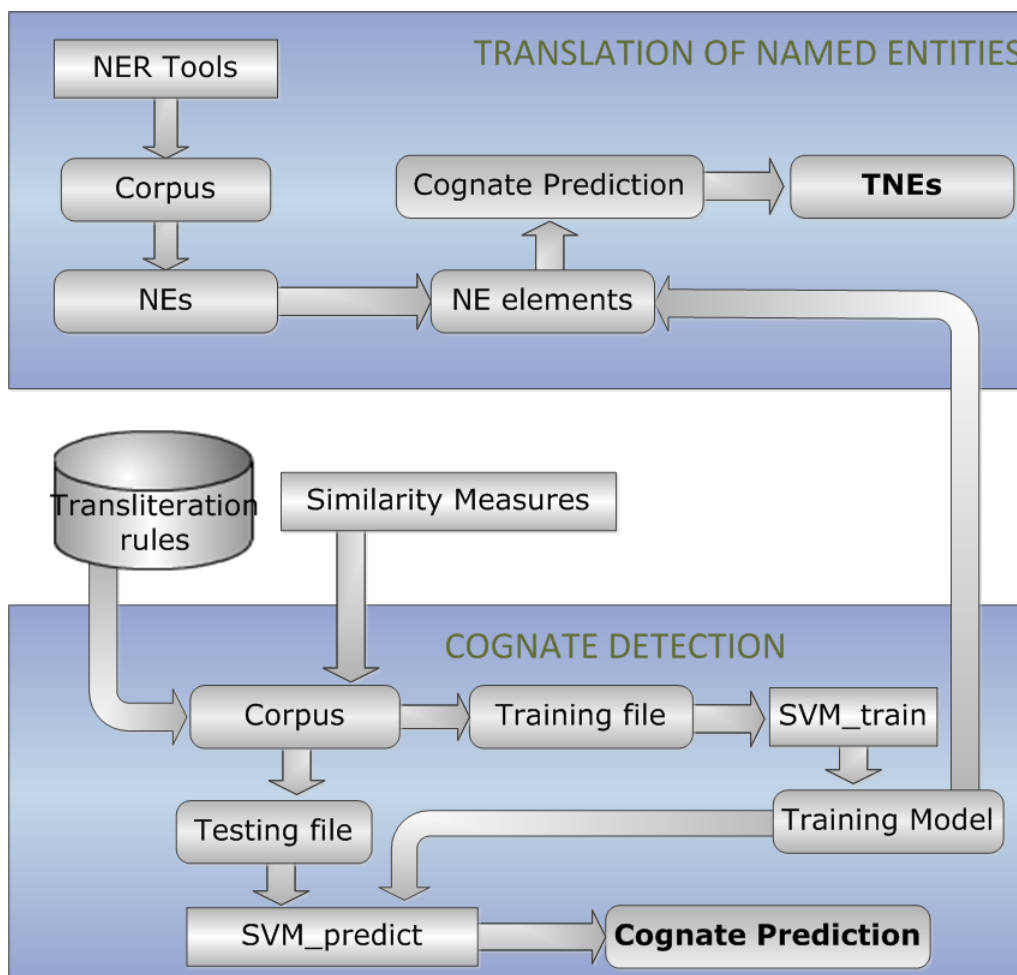 TRANSLATION OF NAMED ENTITIES
NER Tools
Corpus
Cognate Prediction
TNEs
NEs
NE elements
Transliteration
rules
Similarity Measures
COGNATE DETECTION
Corpus
Training file
SVM_train
Testing file
Training Model
SVM_predict
Cognate Prediction